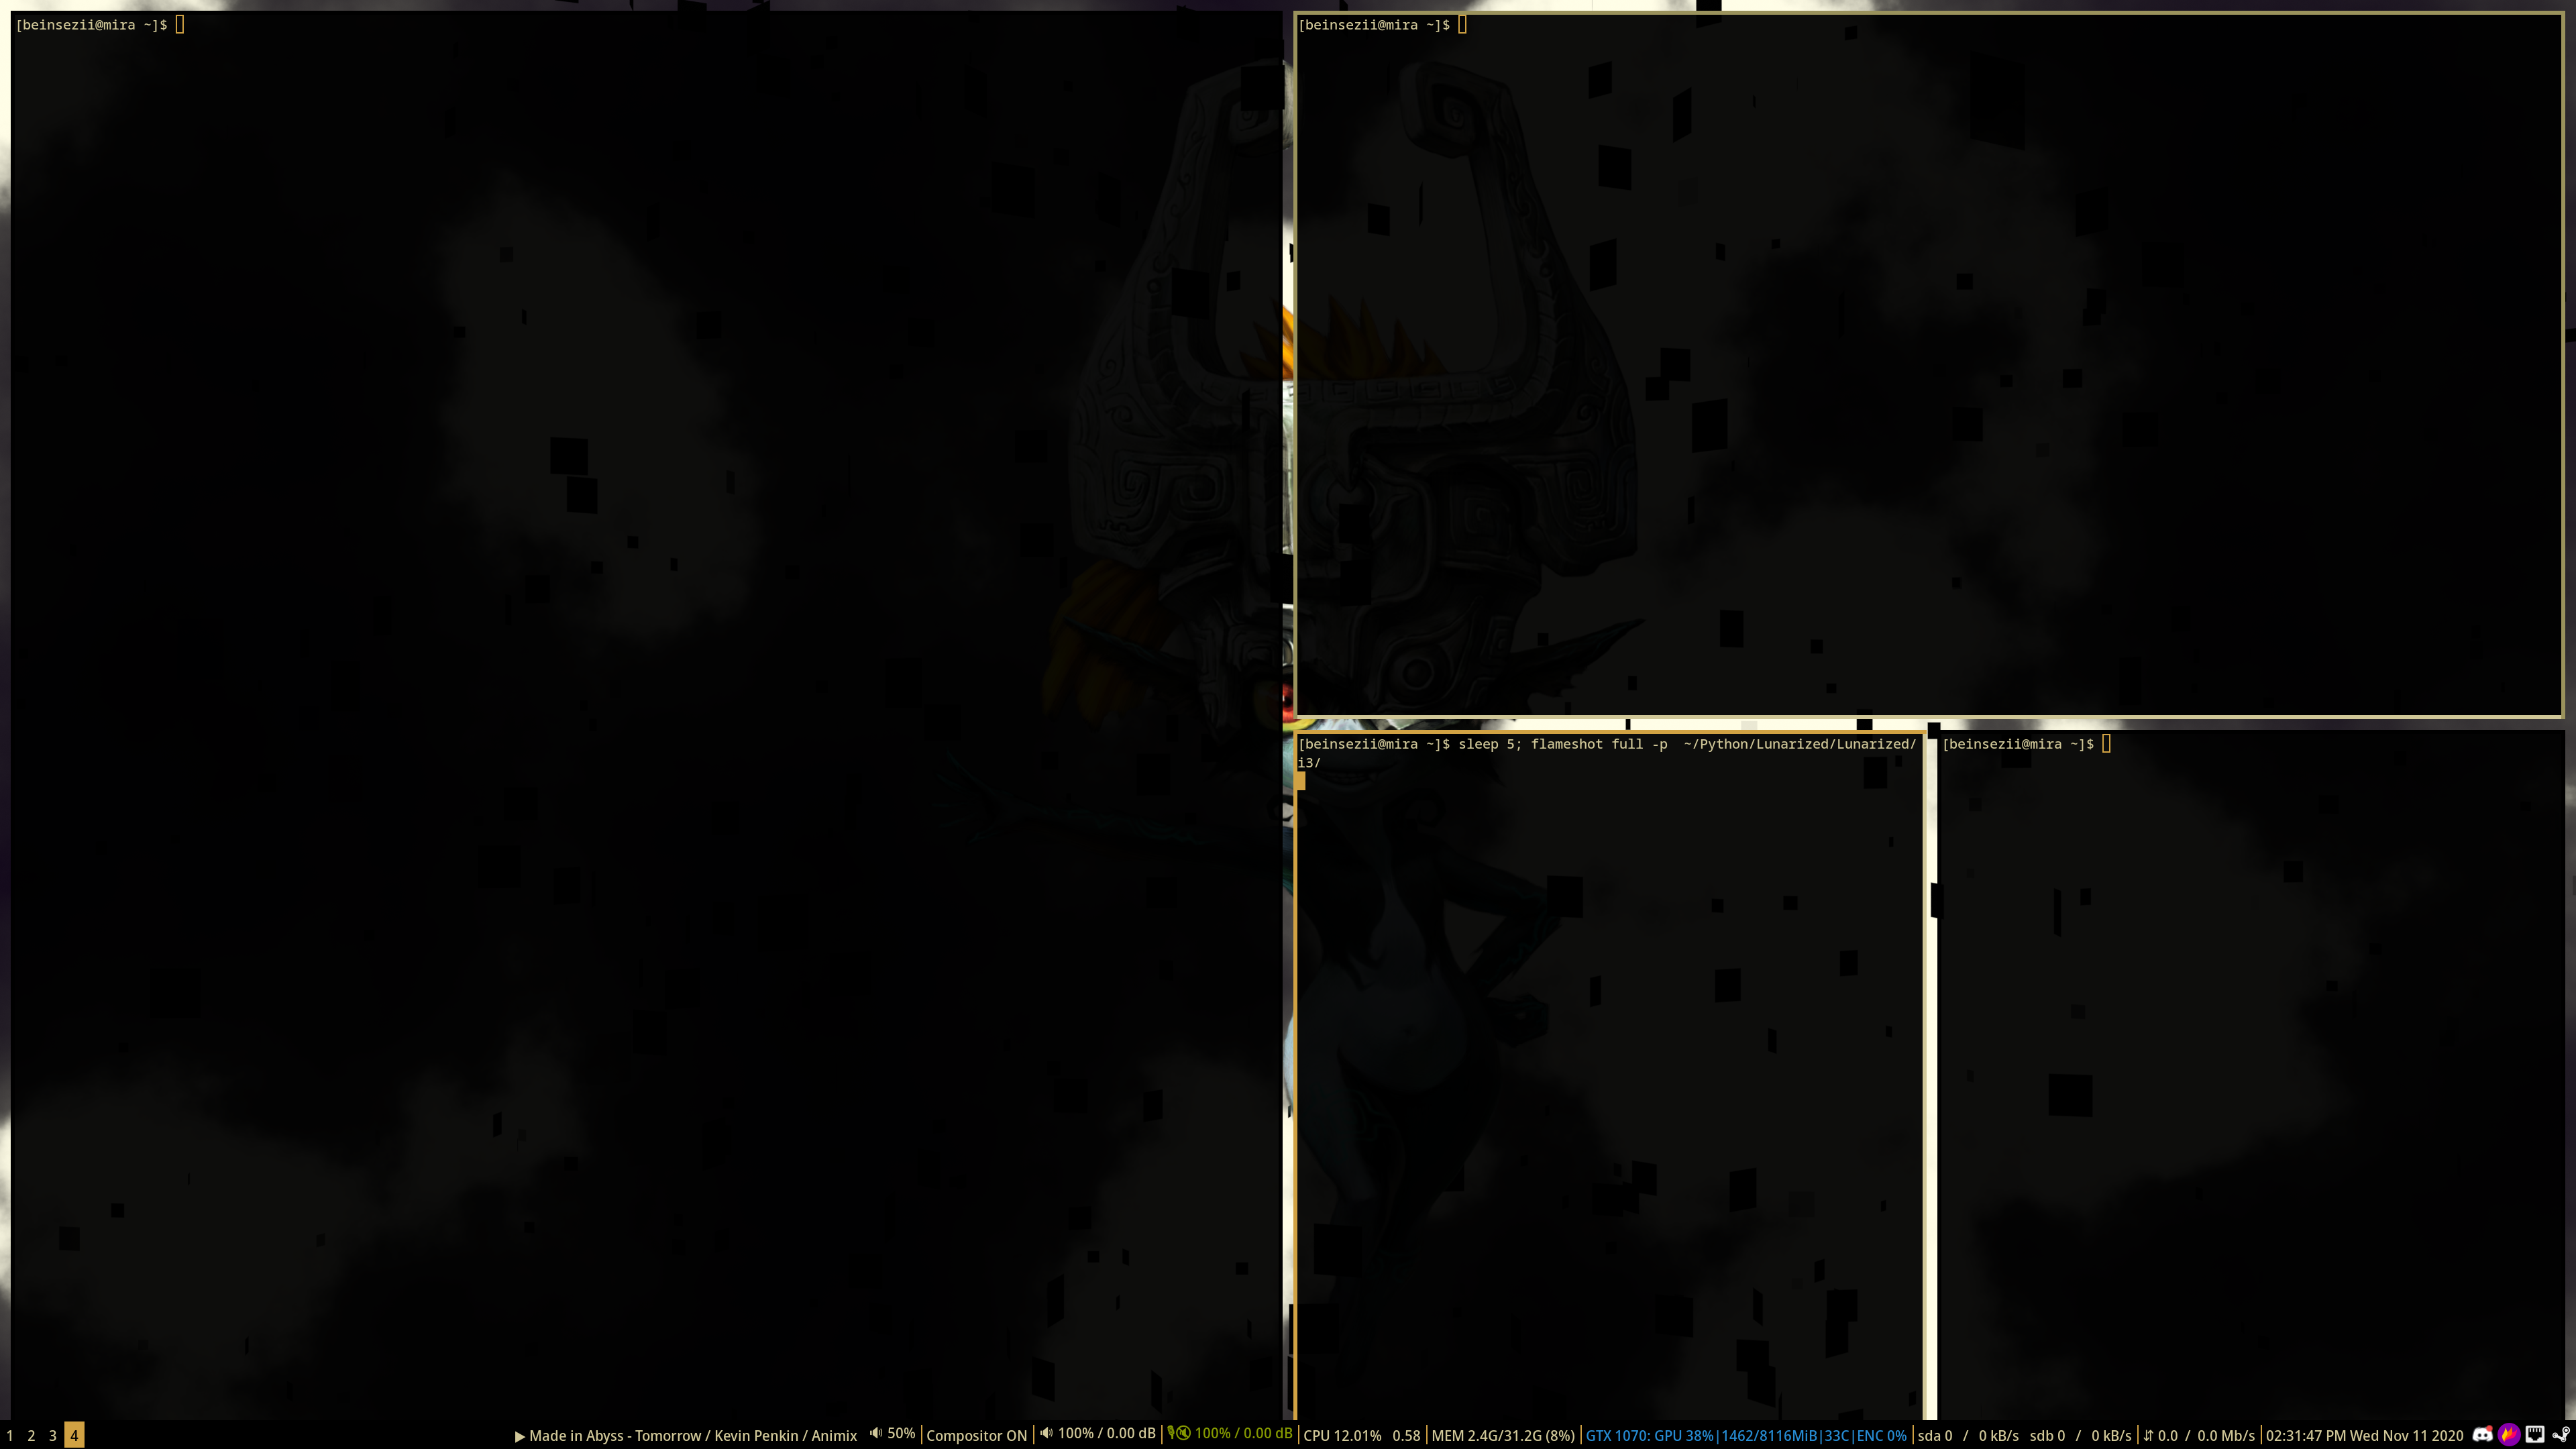 [beinsezii@mira ~]$
[beinsezii@mira ~]$
[beinsezii@mira ~]$ sleep 5; flameshot full -p  ~/Python/Lunarized/Lunarized/
i3/
[beinsezii@mira ~]$
1 2 3 4 ▶ Made in Abyss - Tomorrow / Kevin Penkin / Animix 50% Compositor ON 100% / 0.00 dB 100% / 0.00 dB CPU 12.01% 0.58 MEM 2.4G/31.2G (8%) GTX 1070: GPU 38%|1462/8116MiB|33C|ENC 0% sda 0 / 0 kB/s sdb 0 / 0 kB/s ⇵ 0.0 / 0.0 Mb/s 02:31:47 PM Wed Nov 11 2020